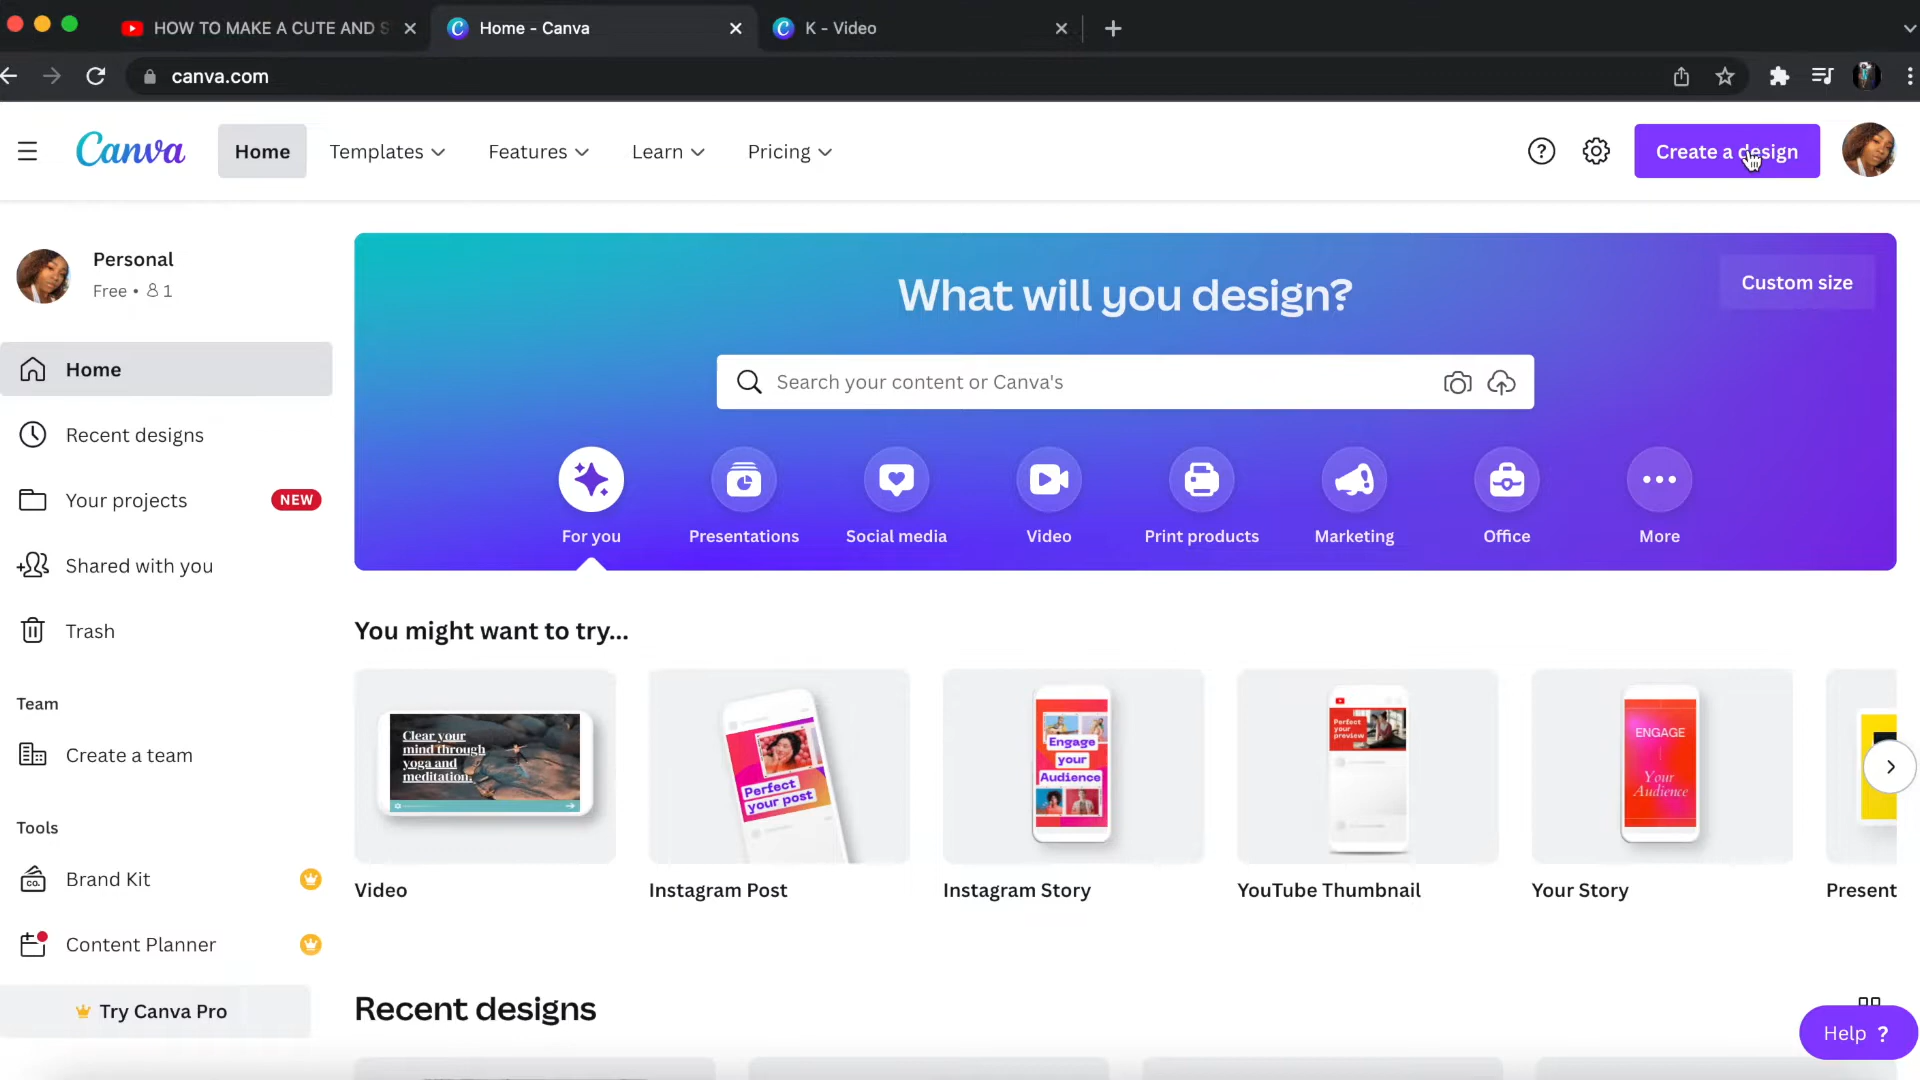 HOW TO MAKE A CUTE AND S
Home - Canva
K - Video
canva.com
Canva
Home
Templates
Features
Learn
Pricing
Create a design
Personal
Free • 1
Home
Recent designs
Your projects
NEW
Shared with you
Trash
Team
Create a team
Tools
CO.
Brand Kit
Content Planner
Try Canva Pro
What will you design?
Custom size
Search your content or Canva's
For you
Presentations
Social media
Video
Print products
Marketing
Office
More
You might want to try...
Clear your
mind through
yoga and
meditation.
Perfect
your post
Engage
your
Audience
Perfect
your
preview
ENGAGE
Your
Audience
Video
Instagram Post
Instagram Story
YouTube Thumbnail
Your Story
Present
Recent designs
Help ?